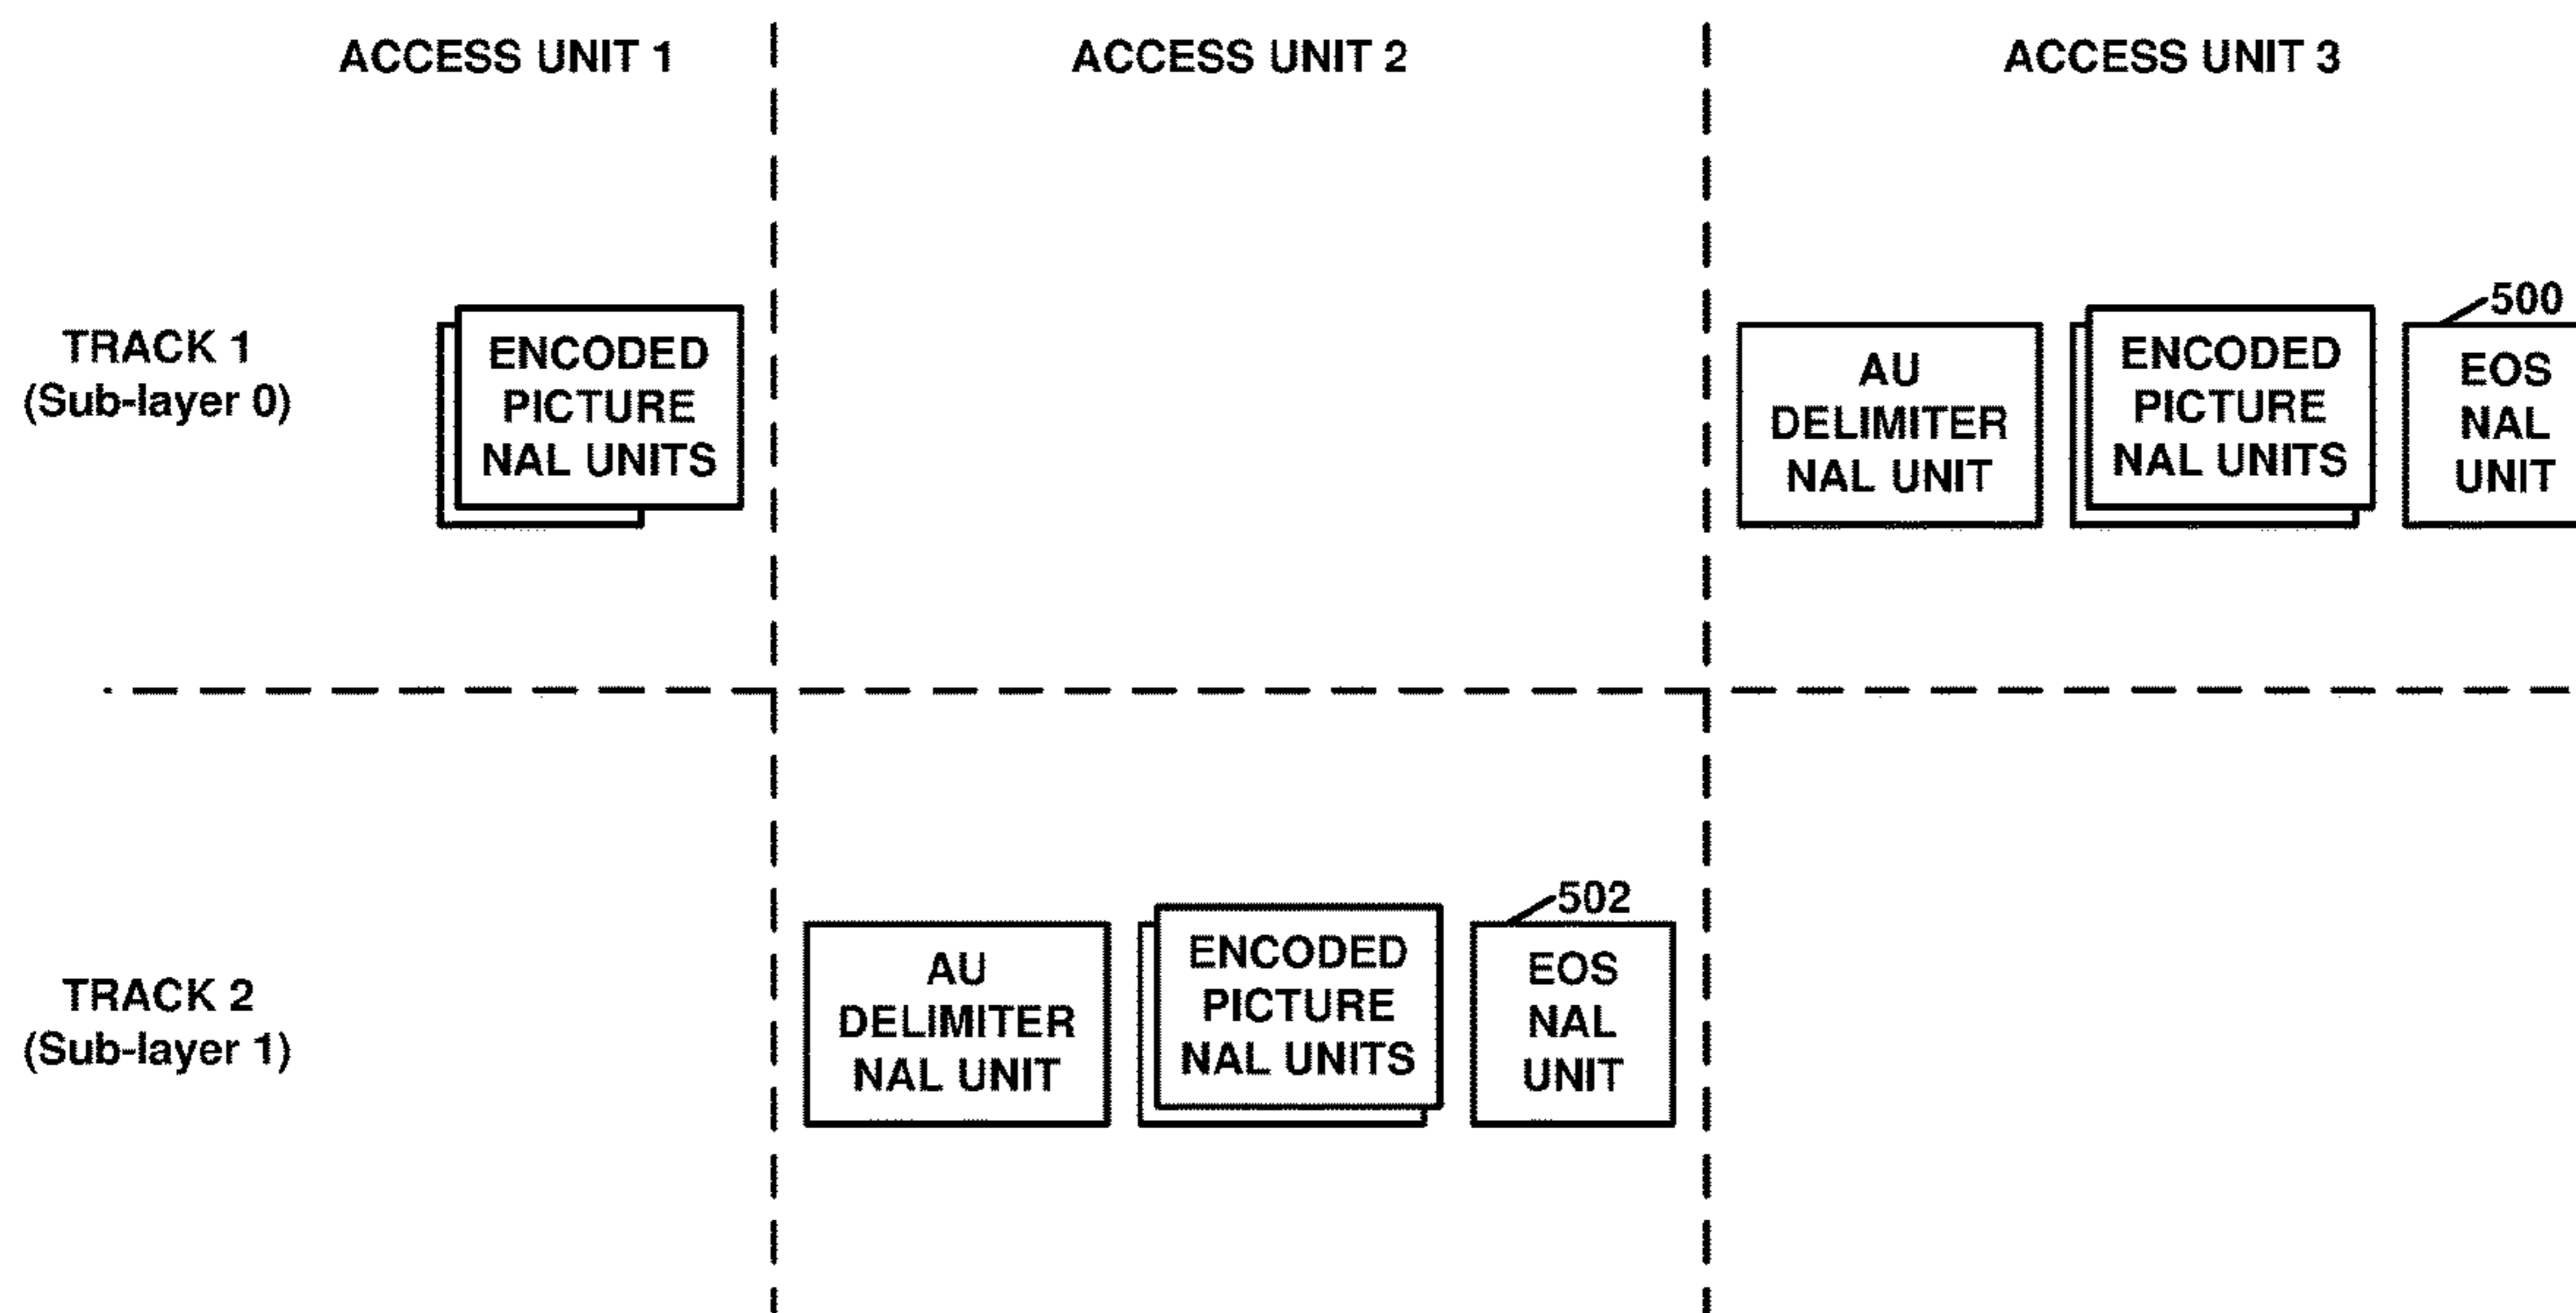 ACCESS UNIT 1
ACCESS UNIT 2
ACCESS UNIT 3
TRACK 1
(Sub-layer 0)
ENCODED
PICTURE
NAL UNITS
AU
DELIMITER
NAL UNIT
ENCODED
PICTURE
NAL UNITS
500
EOS
NAL
UNIT
TRACK 2
(Sub-layer 1)
AU
DELIMITER
NAL UNIT
ENCODED
PICTURE
NAL UNITS
502
EOS
NAL
UNIT